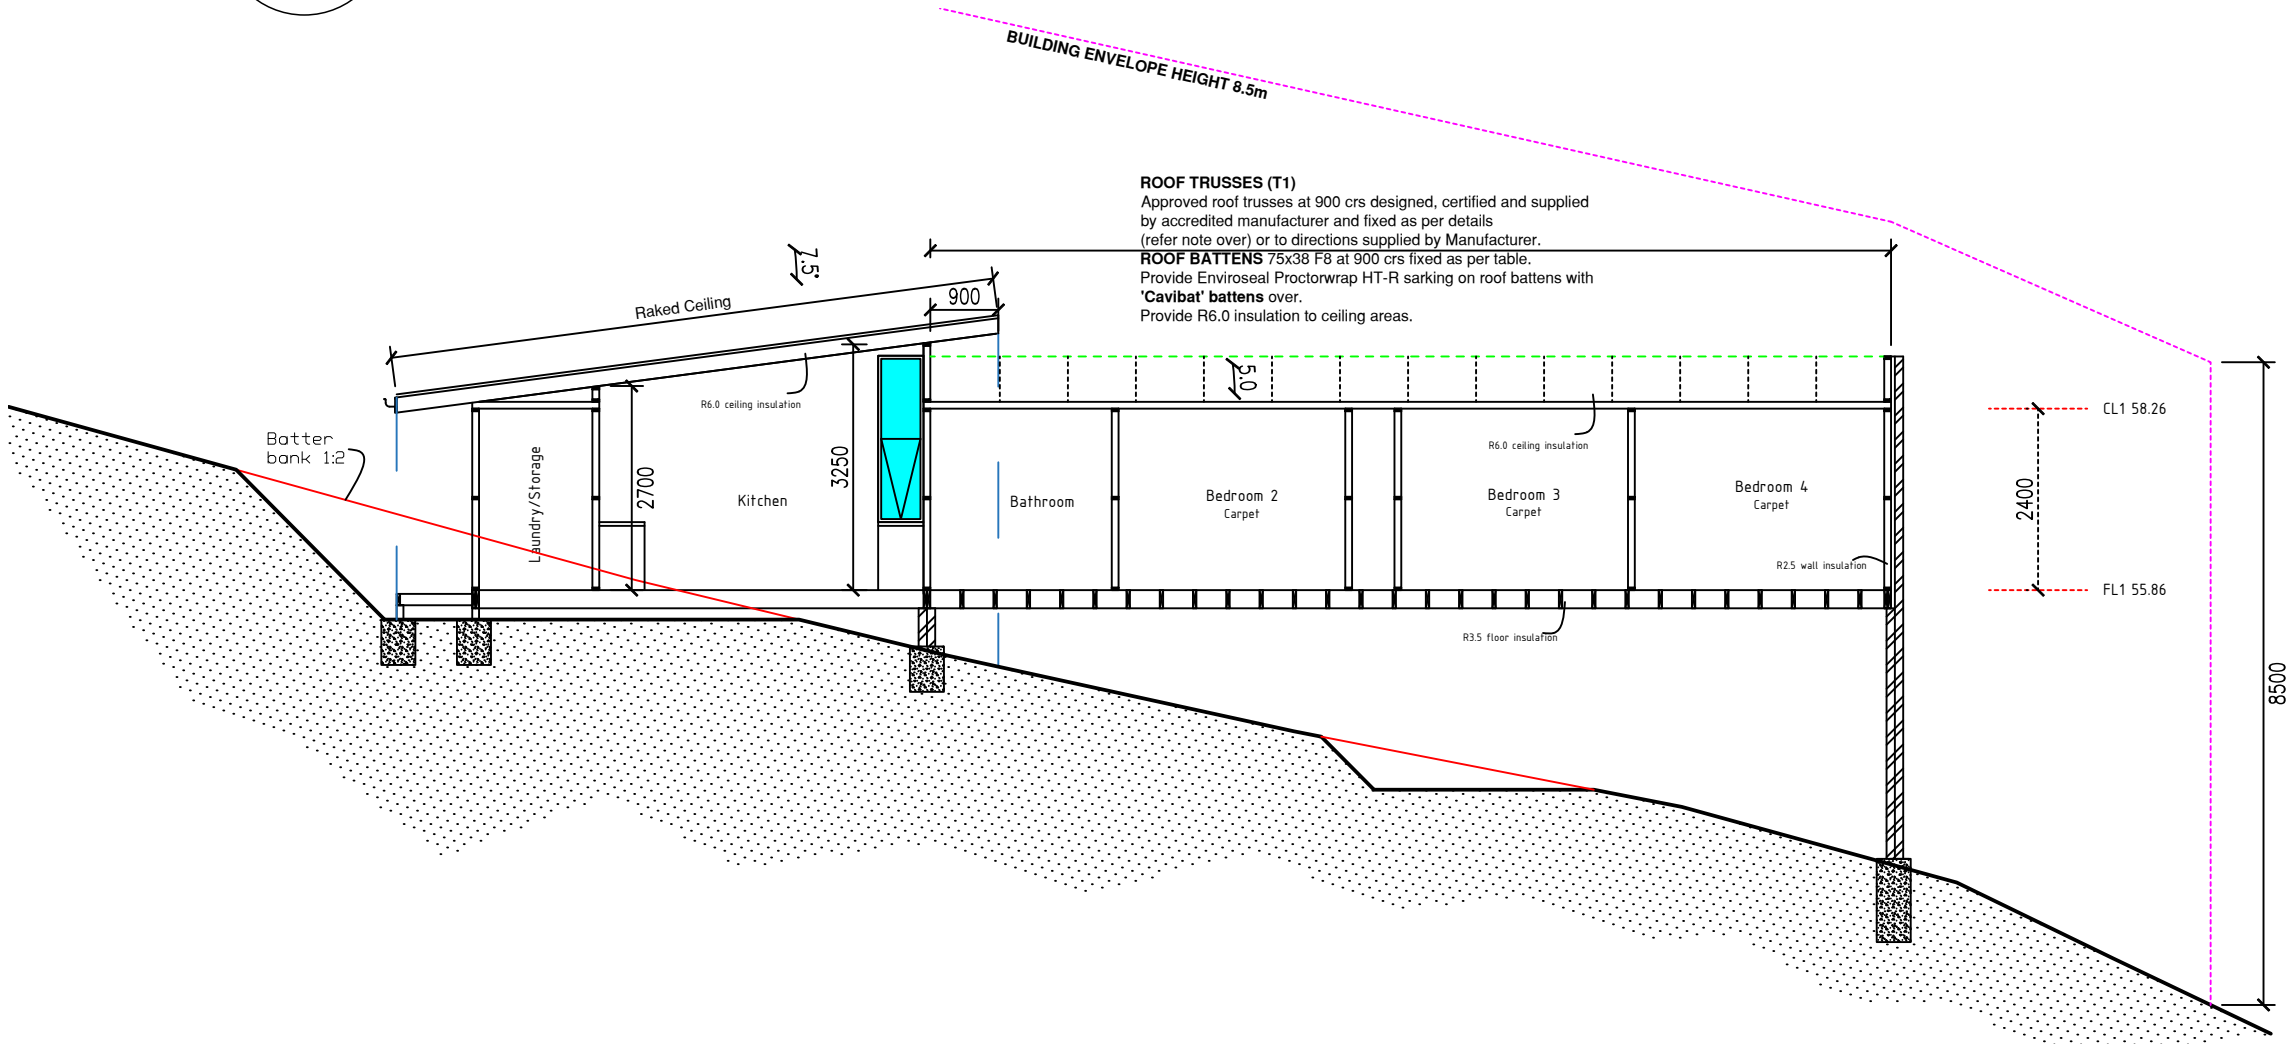 BUILDING ENVELOPE HEIGHT 8.5m
ROOF TRUSSES (T1)
Approved roof trusses at 900 crs designed, certified and supplied
by accredited manufacturer and fixed as per details
(refer note over) or to directions supplied by Manufacturer.
ROOF BATTENS 75x38 F8 at 900 crs fixed as per table.
Provide Enviroseal Proctorwrap HT-R sarking on roof battens with
'Cavibat' battens over.
Provide R6.0 insulation to ceiling areas.
7.5°
Raked Ceiling
900
5.0
R6.0 ceiling insulation
R6.0 ceiling insulation
CL1 58.26
Batter
bank 1:2
Laundry/Storage
2700
Kitchen
3250
Bathroom
Bedroom 2
Carpet
Bedroom 3
Carpet
Bedroom 4
Carpet
2400
R2.5 wall insulation
FL1 55.86
R3.5 floor insulation
8500